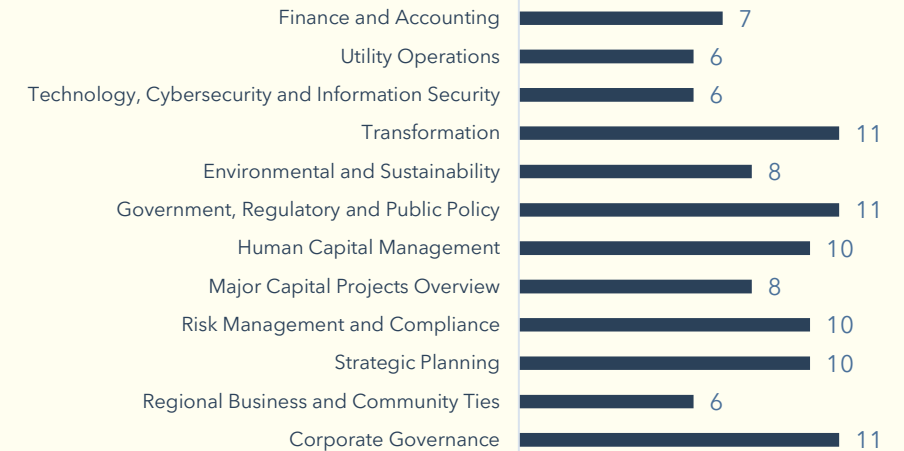 Finance and Accounting 7
Utility Operations 6
Technology, Cybersecurity and Information Security 6
Transformation 11
Environmental and Sustainability 8
Government, Regulatory and Public Policy 11
Human Capital Management 10
Major Capital Projects Overview 8
Risk Management and Compliance 10
Strategic Planning 10
Regional Business and Community Ties 6
Corporate Governance 11